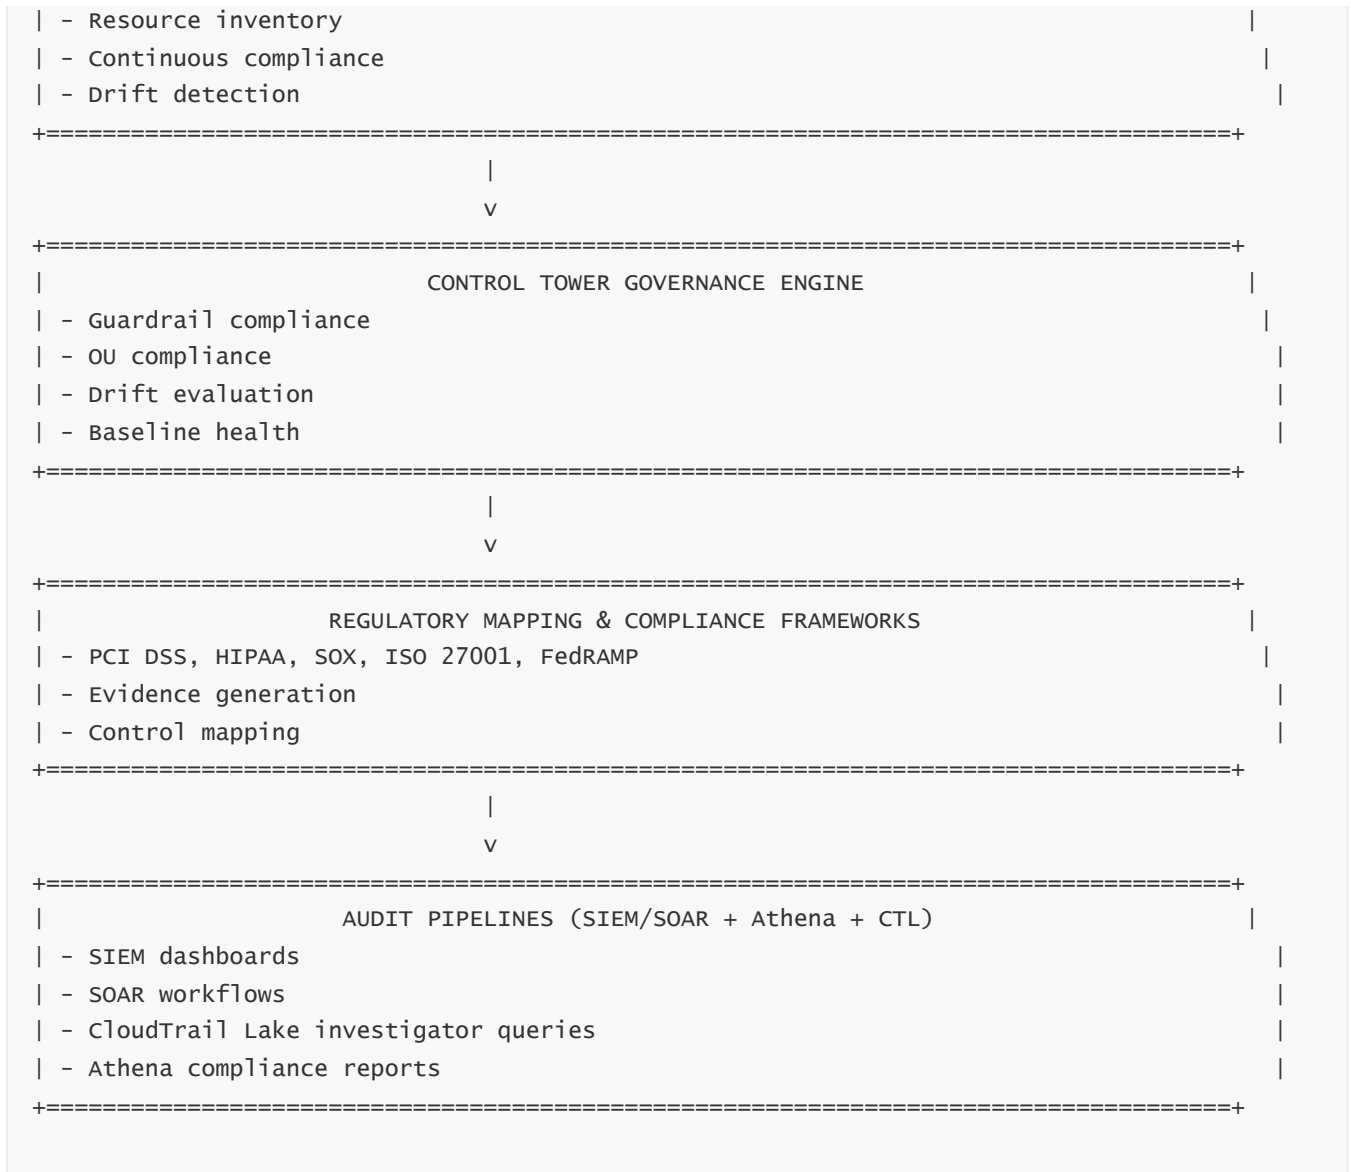 | - Resource inventory |
| - Continuous compliance |
| - Drift detection |
+====================================================================================+
|
v
+====================================================================================+
| CONTROL TOWER GOVERNANCE ENGINE |
| - Guardrail compliance |
| - OU compliance |
| - Drift evaluation |
| - Baseline health |
+====================================================================================+
|
v
+====================================================================================+
| REGULATORY MAPPING & COMPLIANCE FRAMEWORKS |
| - PCI DSS, HIPAA, SOX, ISO 27001, FedRAMP |
| - Evidence generation |
| - Control mapping |
+====================================================================================+
|
v
+====================================================================================+
| AUDIT PIPELINES (SIEM/SOAR + Athena + CTL) |
| - SIEM dashboards |
| - SOAR workflows |
| - CloudTrail Lake investigator queries |
| - Athena compliance reports |
+====================================================================================+